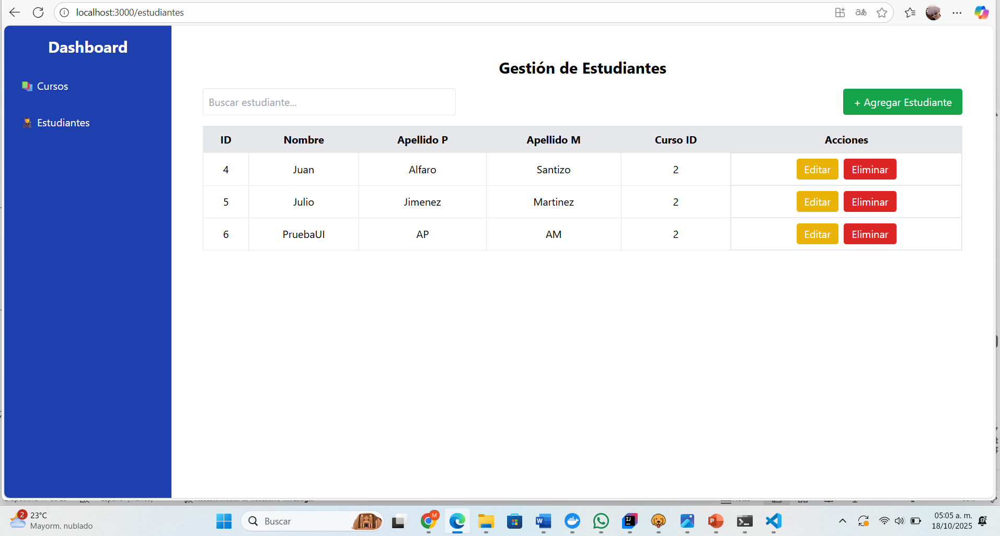 localhost:3000/estudiantes
Dashboard
Cursos
Estudiantes
Gestión de Estudiantes
Buscar estudiante...
+ Agregar Estudiante
ID Nombre Apellido P Apellido M Curso ID Acciones
4 Juan Alfaro Santizo 2 Editar Eliminar
5 Julio Jimenez Martinez 2 Editar Eliminar
6 PruebaUI AP AM 2 Editar Eliminar
2
23°C
Mayorm. nublado
Buscar
M
05:05 a. m.
18/10/2025